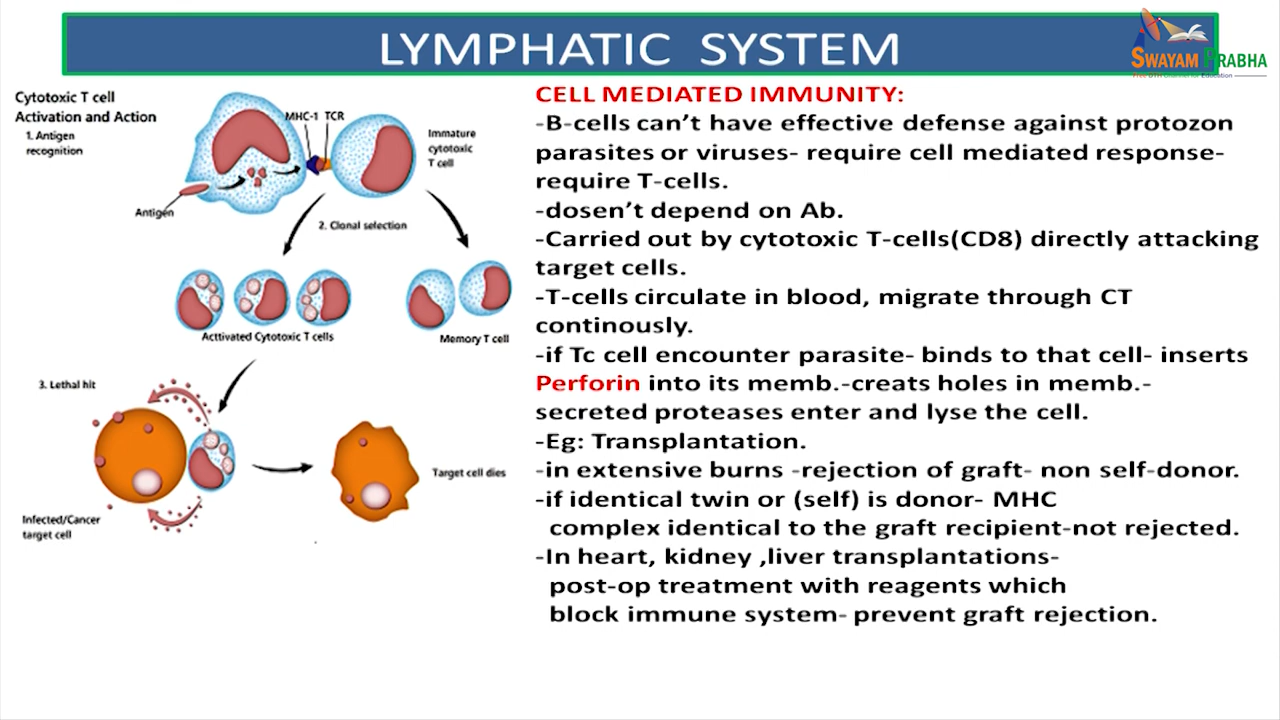 LYMPHATIC SYSTEM
SWAYAM PRABHA
Free DTH Channel for Education
Cytotoxic T cell
Activation and Action
1. Antigen
recognition
MHC-1 TCR
Immature
cytotoxic
T cell
Antigen
2. Clonal selection
Acttivated Cytotoxic T cells
Memory T cell
3. Lethal hit
Target cell dies
Infected/Cancer
target cell
CELL MEDIATED IMMUNITY:
-B-cells can't have effective defense against protozon
parasites or viruses- require cell mediated response-
require T-cells.
-dosen't depend on Ab.
-Carried out by cytotoxic T-cells(CD8) directly attacking
target cells.
-T-cells circulate in blood, migrate through CT
continously.
-if Tc cell encounter parasite- binds to that cell- inserts
Perforin into its memb.-creats holes in memb.-
secreted proteases enter and lyse the cell.
-Eg: Transplantation.
-in extensive burns -rejection of graft- non self-donor.
-if identical twin or (self) is donor- MHC
complex identical to the graft recipient-not rejected.
-In heart, kidney ,liver transplantations-
post-op treatment with reagents which
block immune system- prevent graft rejection.